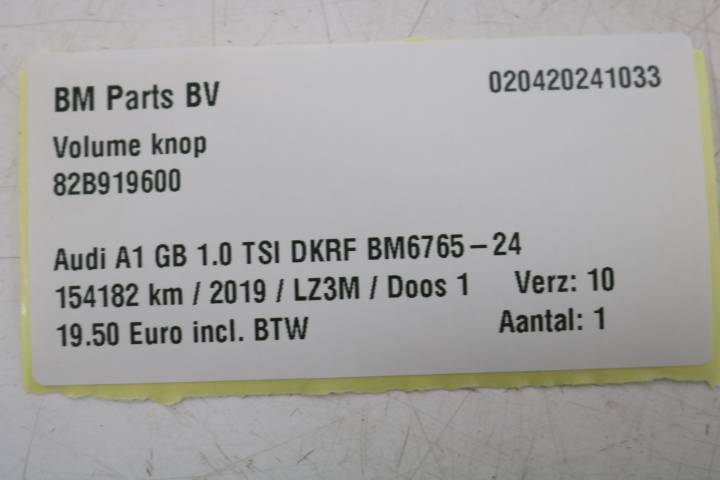 BM Parts BV 020420241033
Volume knop
82B919600
Audi A1 GB 1.0 TSI DKRF BM6765-24
154182 km / 2019 / LZ3M / Doos 1 Verz: 10
19.50 Euro incl. BTW Aantal: 1